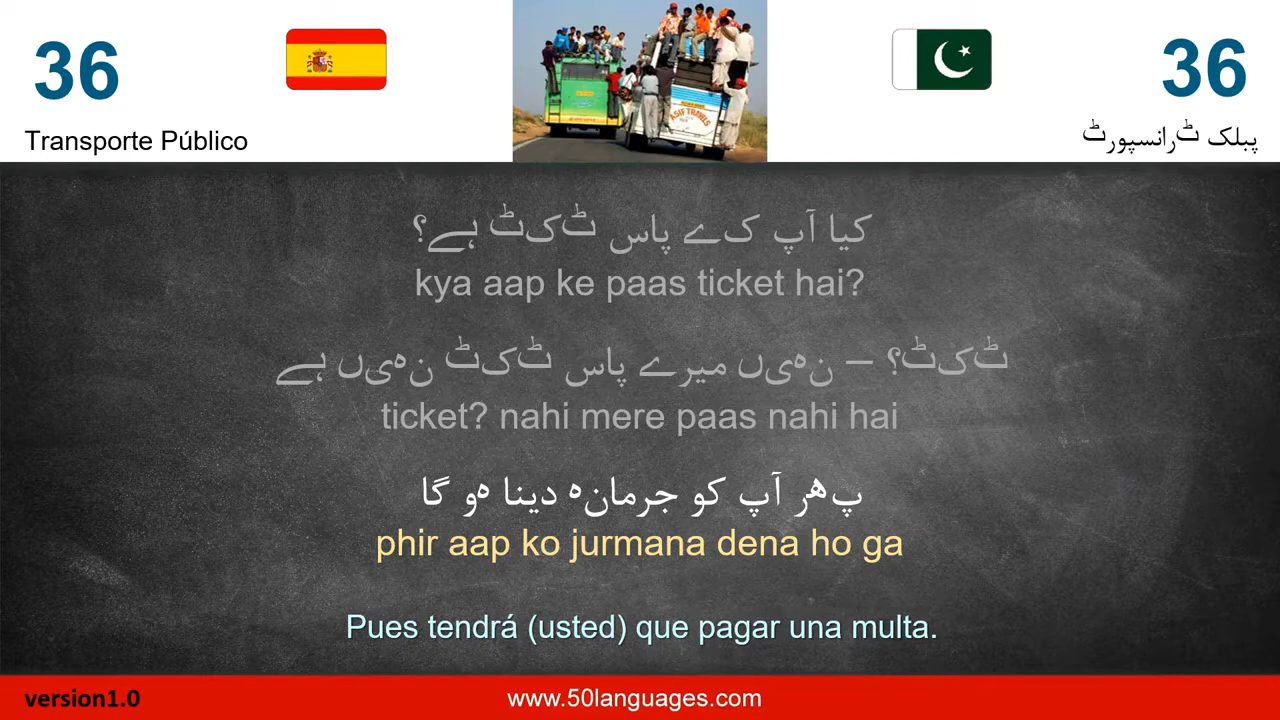 36
36
Transporte Público
پبلک ٹرانسپورٹ
ASIF TRAVELS
کیا آپ کے پاس ٹکٹ ہے؟
kya aap ke paas ticket hai?
ٹکٹ؟ – نہیں میرے پاس ٹکٹ نہیں ہے
ticket? nahi mere paas nahi hai
پھر آپ کو جرمانہ دینا ہو گا
phir aap ko jurmana dena ho ga
Pues tendrá (usted) que pagar una multa.
version1.0
www.50languages.com